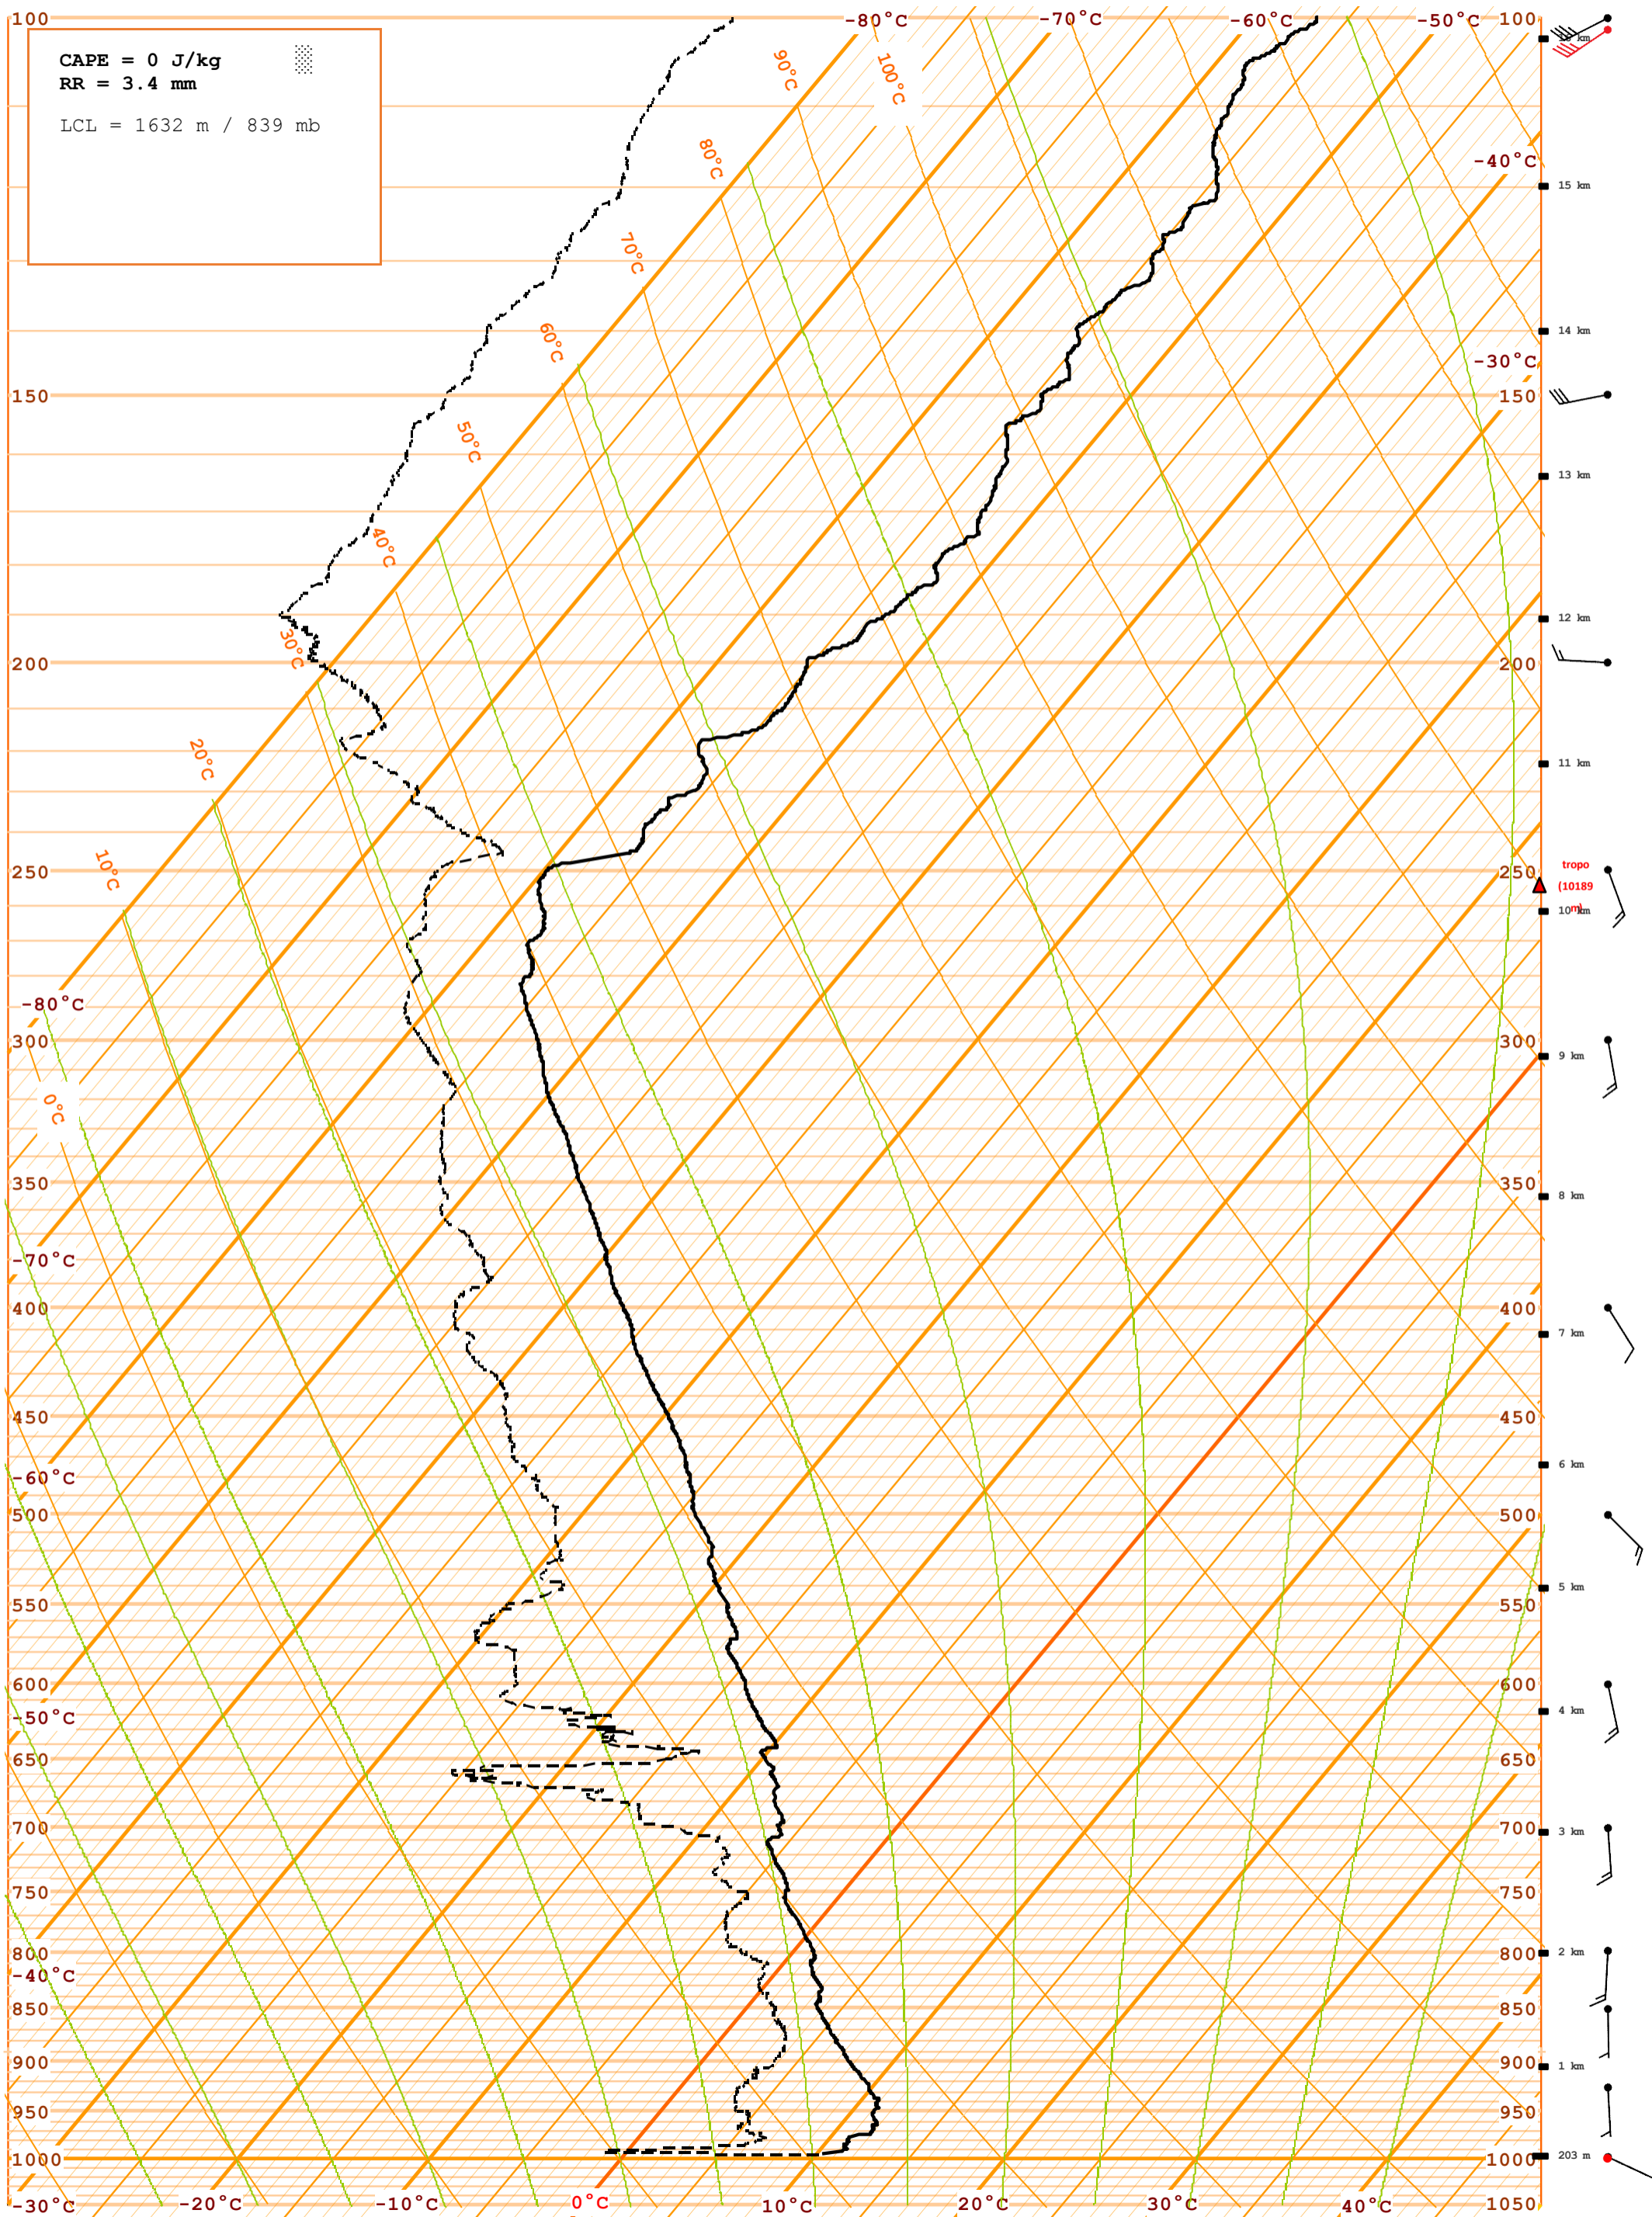 100 -80°C -70°C -60°C -50°C 100
CAPE = 0 J/kg
RR = 3.4 mm
LCL = 1632 m / 839 mb
90°C
100°C
80°C
-40°C
15 km
70°C
60°C
14 km
-30°C
150 150
50°C
13 km
40°C
12 km
30°C
200 200
20°C
11 km
10°C
250 250
tropo
(10189
m)
10 km
-80°C
300 300
9 km
0°C
350 350
8 km
-70°C
400 400
7 km
450 450
6 km
-60°C
500 500
5 km
550 550
600 600
-50°C
4 km
650 650
700 700
3 km
750 750
800 800
2 km
-40°C
850 850
900 900
1 km
950 950
1000 1000
203 m
-30°C -20°C -10°C 0°C 10°C 20°C 30°C 40°C 1050